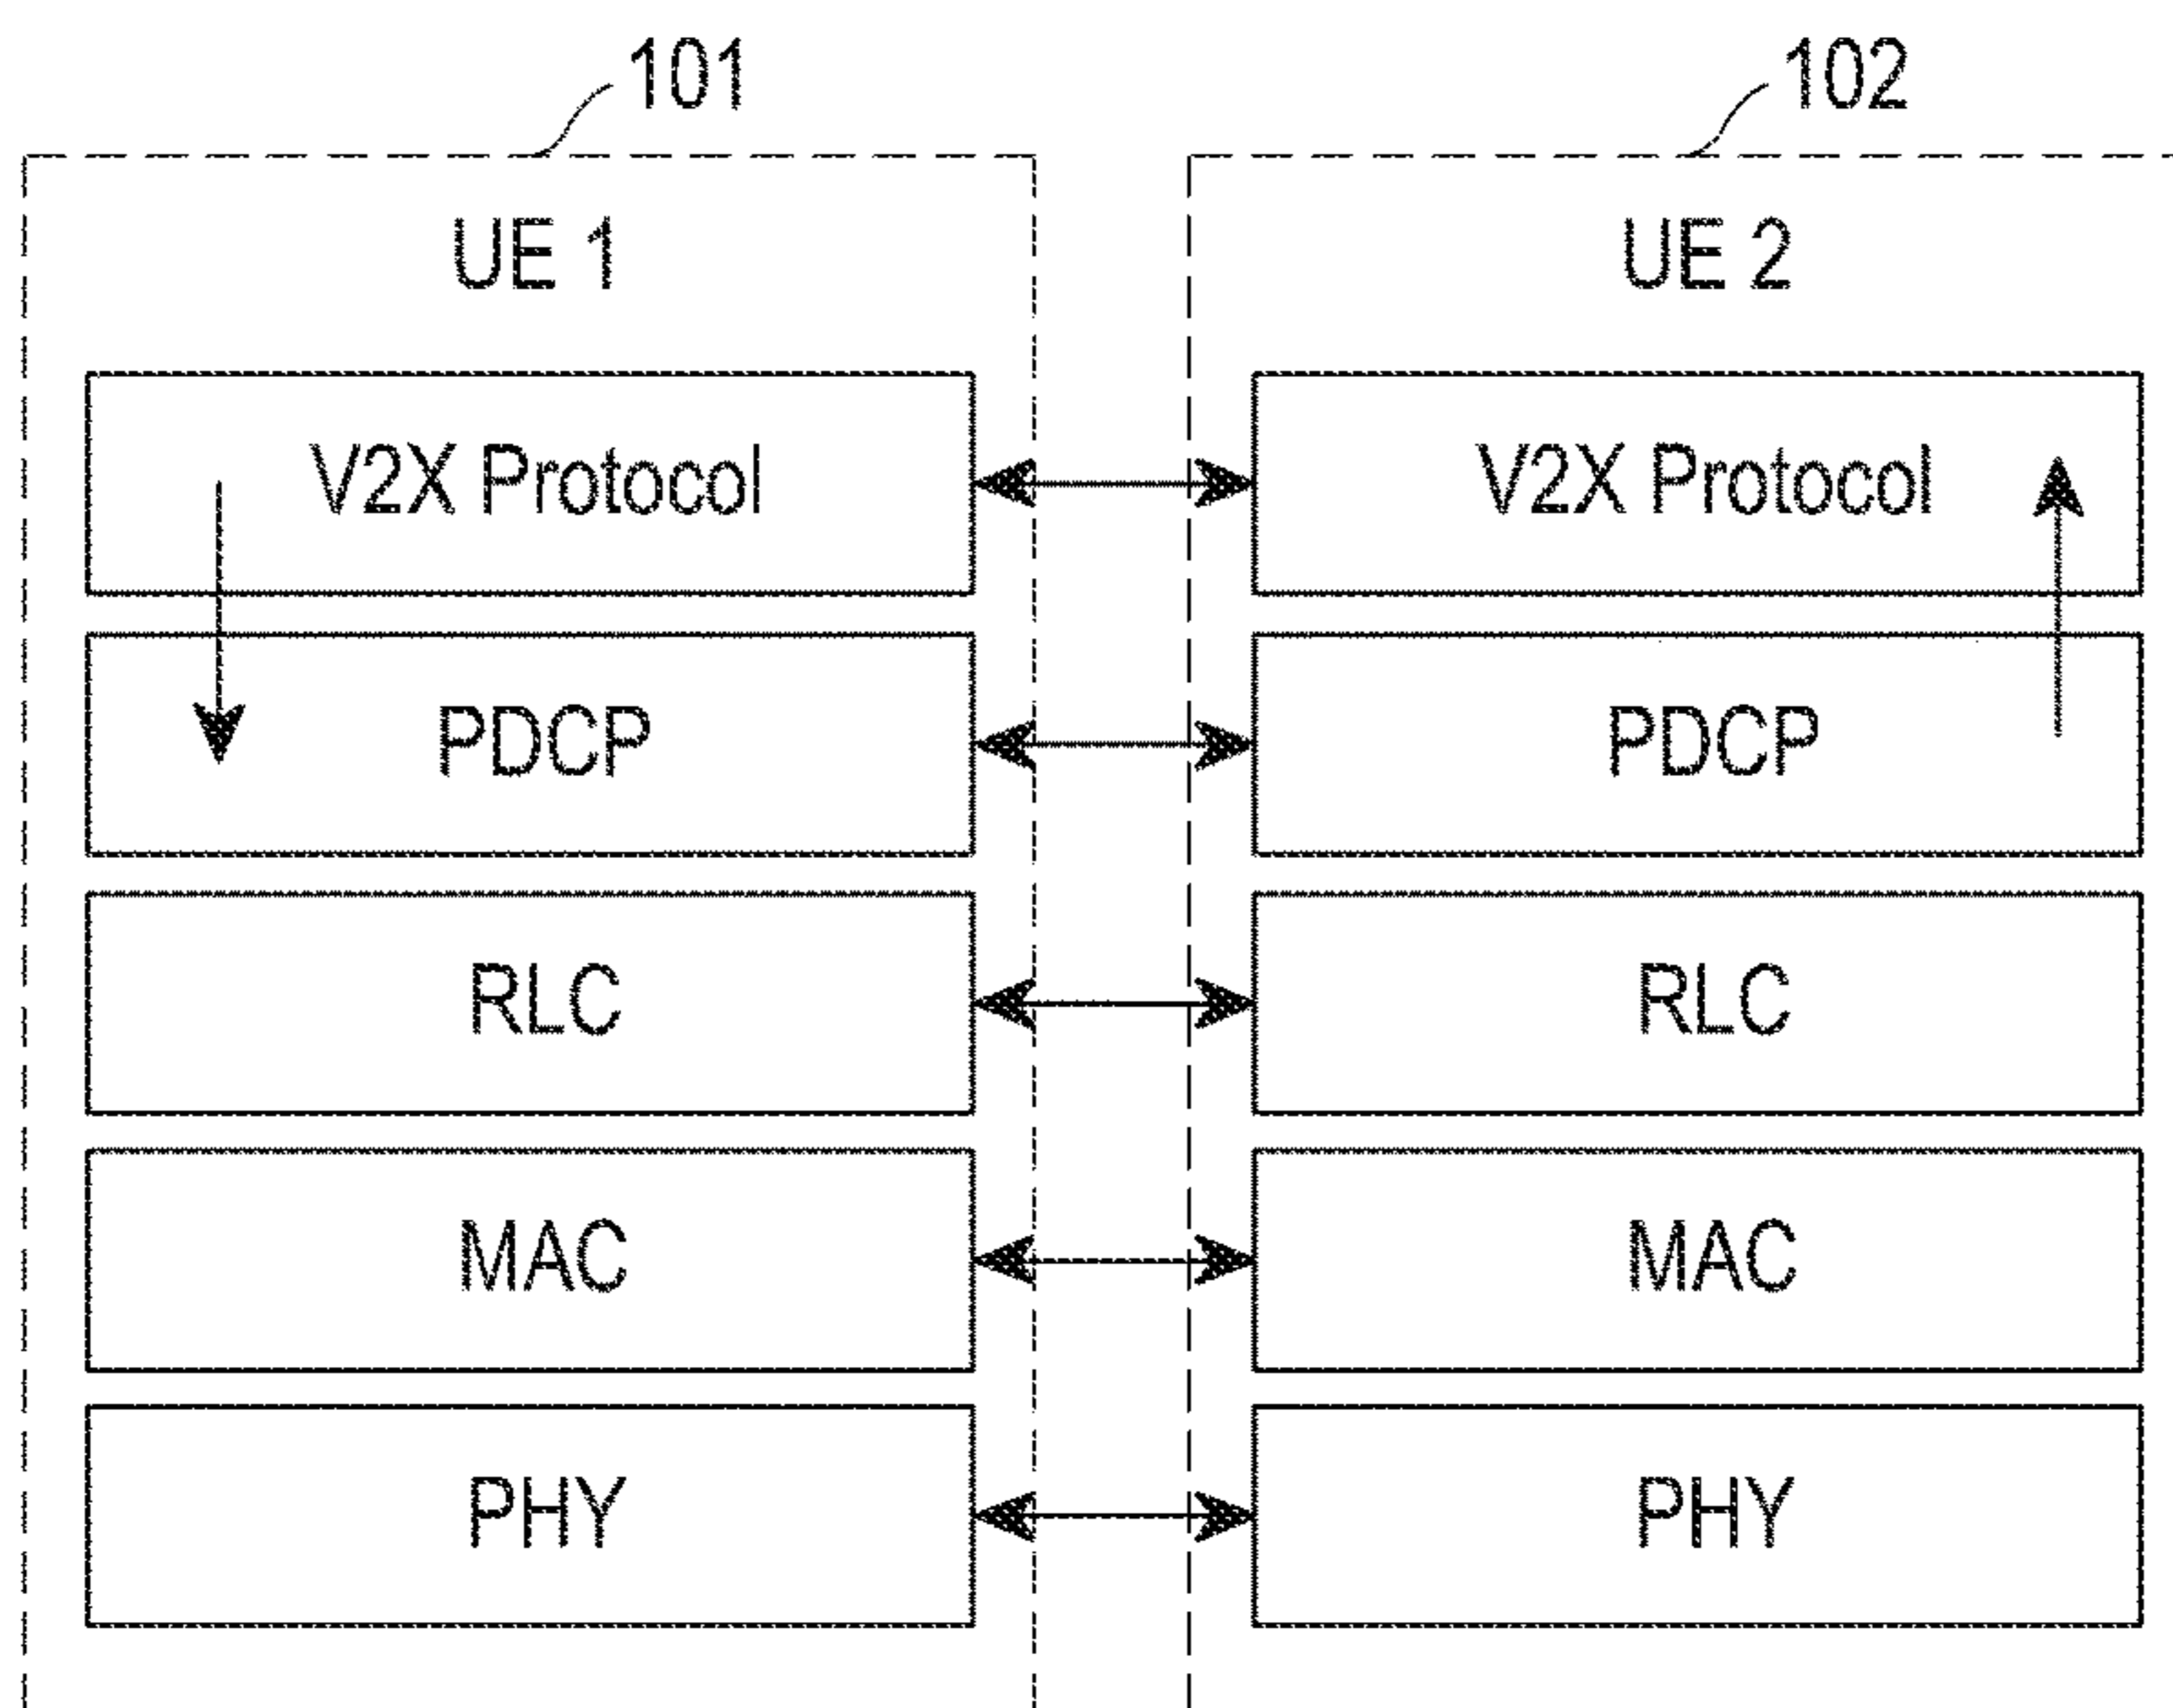 101 102
UE 1 UE 2
V2X Protocol V2X Protocol
PDCP PDCP
RLC RLC
MAC MAC
PHY PHY